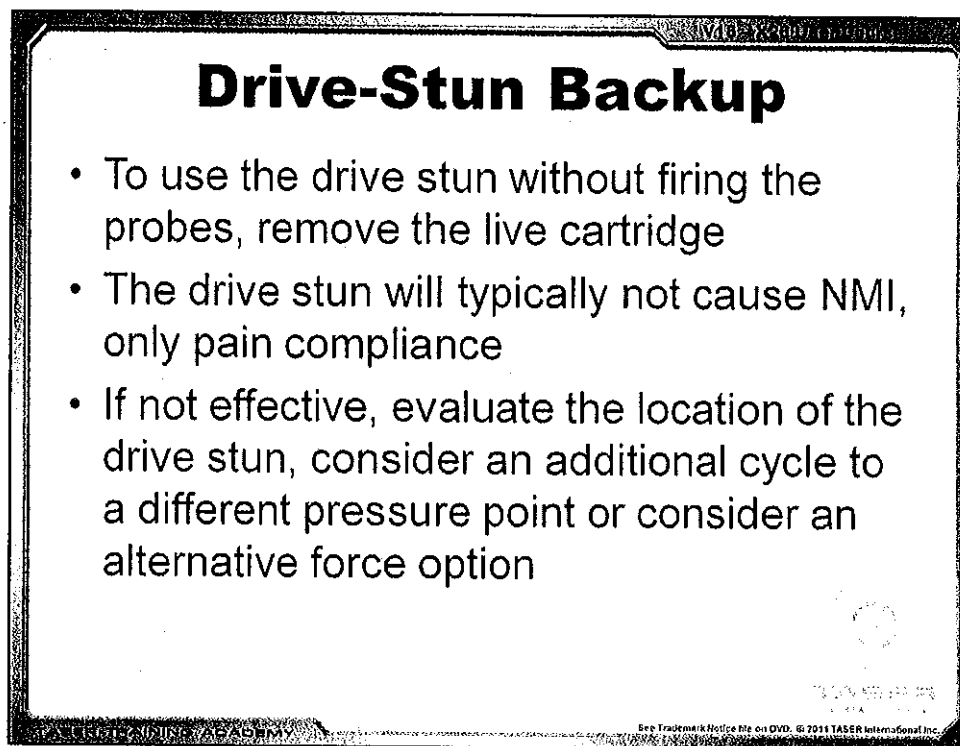 Drive-Stun Backup
• To use the drive stun without firing the
probes, remove the live cartridge
• The drive stun will typically not cause NMI,
only pain compliance
• If not effective, evaluate the location of the
drive stun, consider an additional cycle to
a different pressure point or consider an
alternative force option
TASER TRAINING ACADEMY
See Trademark Notice file on DVD. © 2011 TASER International Inc.